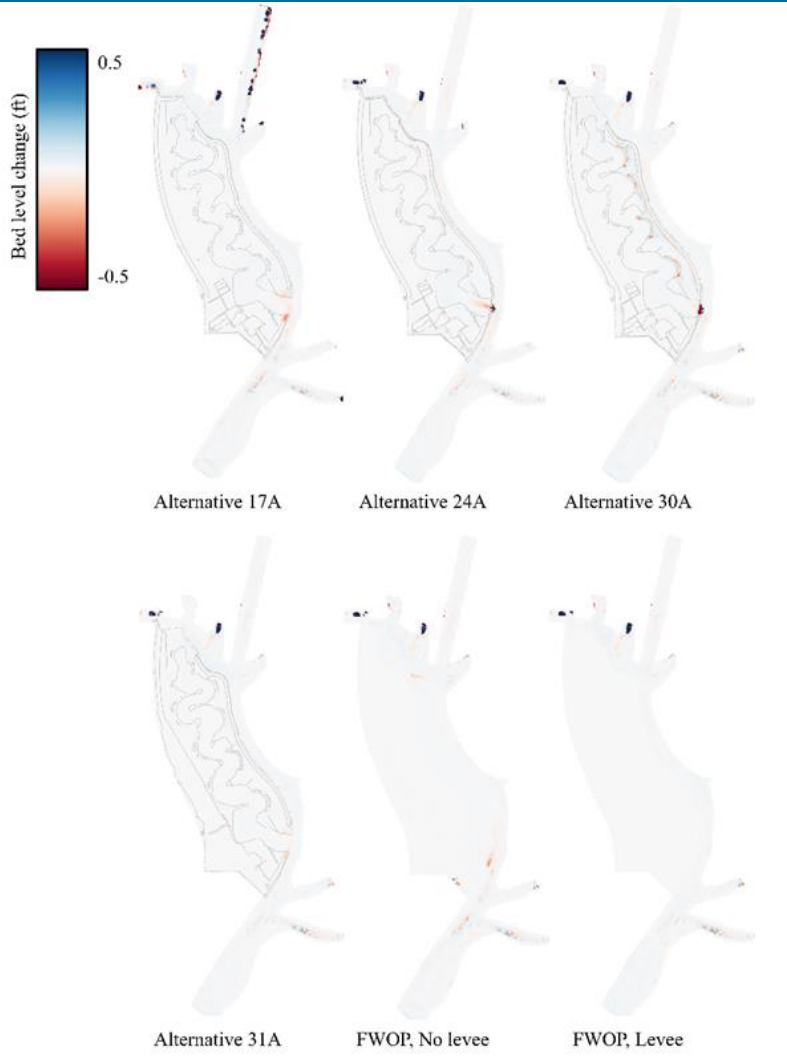 0.5
Bed level change (ft)
-0.5
Alternative 17A
Alternative 24A
Alternative 30A
Alternative 31A
FWOP, No levee
FWOP, Levee